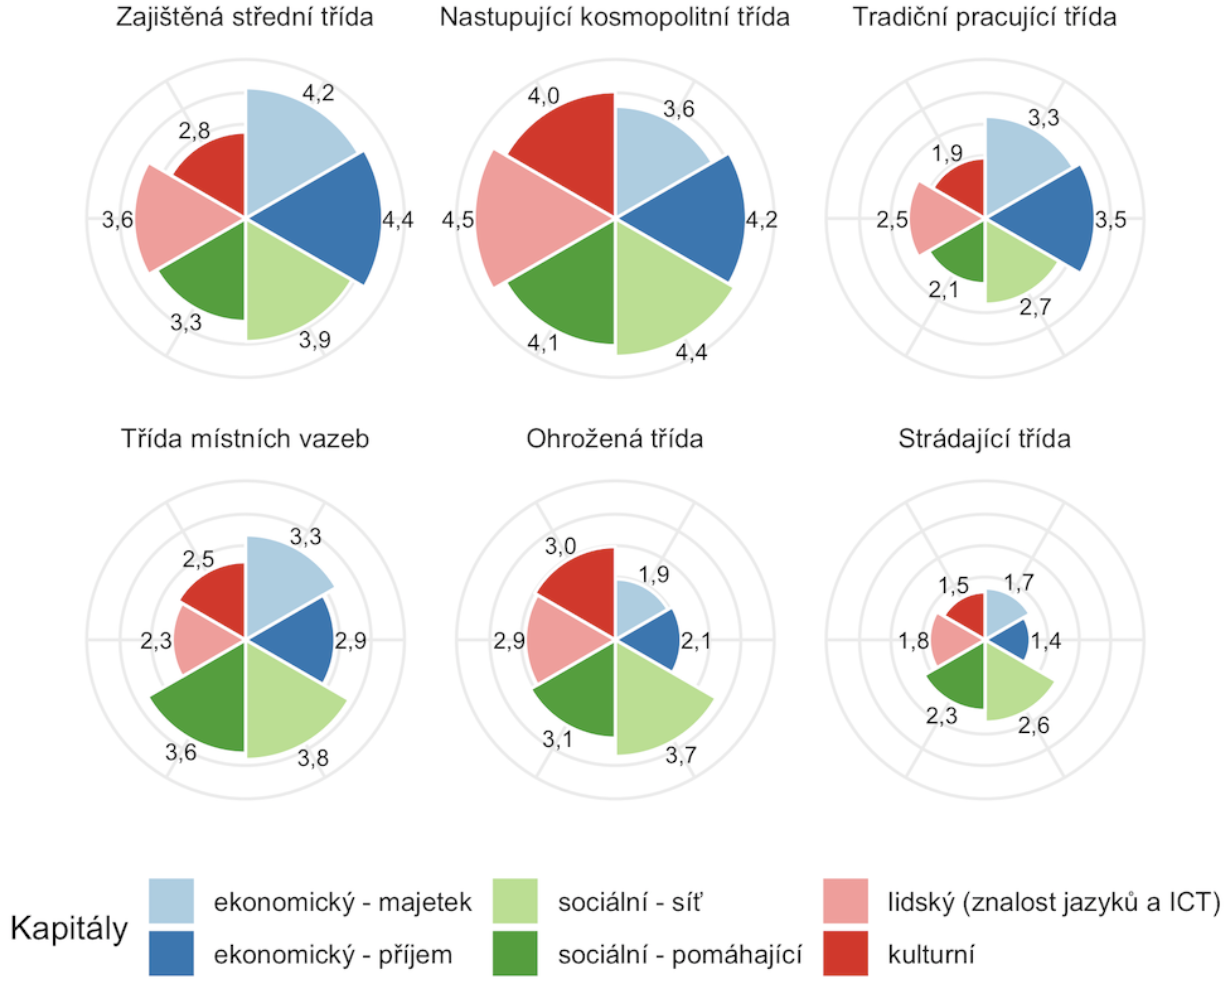 Zajištěná střední třída
Nastupující kosmopolitní třída
Tradiční pracující třída
4,2
2,8
3,6
4,4
3,3
3,9
4,0
3,6
4,5
4,2
4,1
4,4
3,3
1,9
2,5
3,5
2,1
2,7
Třída místních vazeb
Ohrožená třída
Strádající třída
3,3
2,5
2,3
2,9
3,6
3,8
3,0
1,9
2,9
2,1
3,1
3,7
1,5
1,7
1,8
1,4
2,3
2,6
Kapitály
ekonomický - majetek
ekonomický - příjem
sociální - síť
sociální - pomáhající
lidský (znalost jazyků a ICT)
kulturní